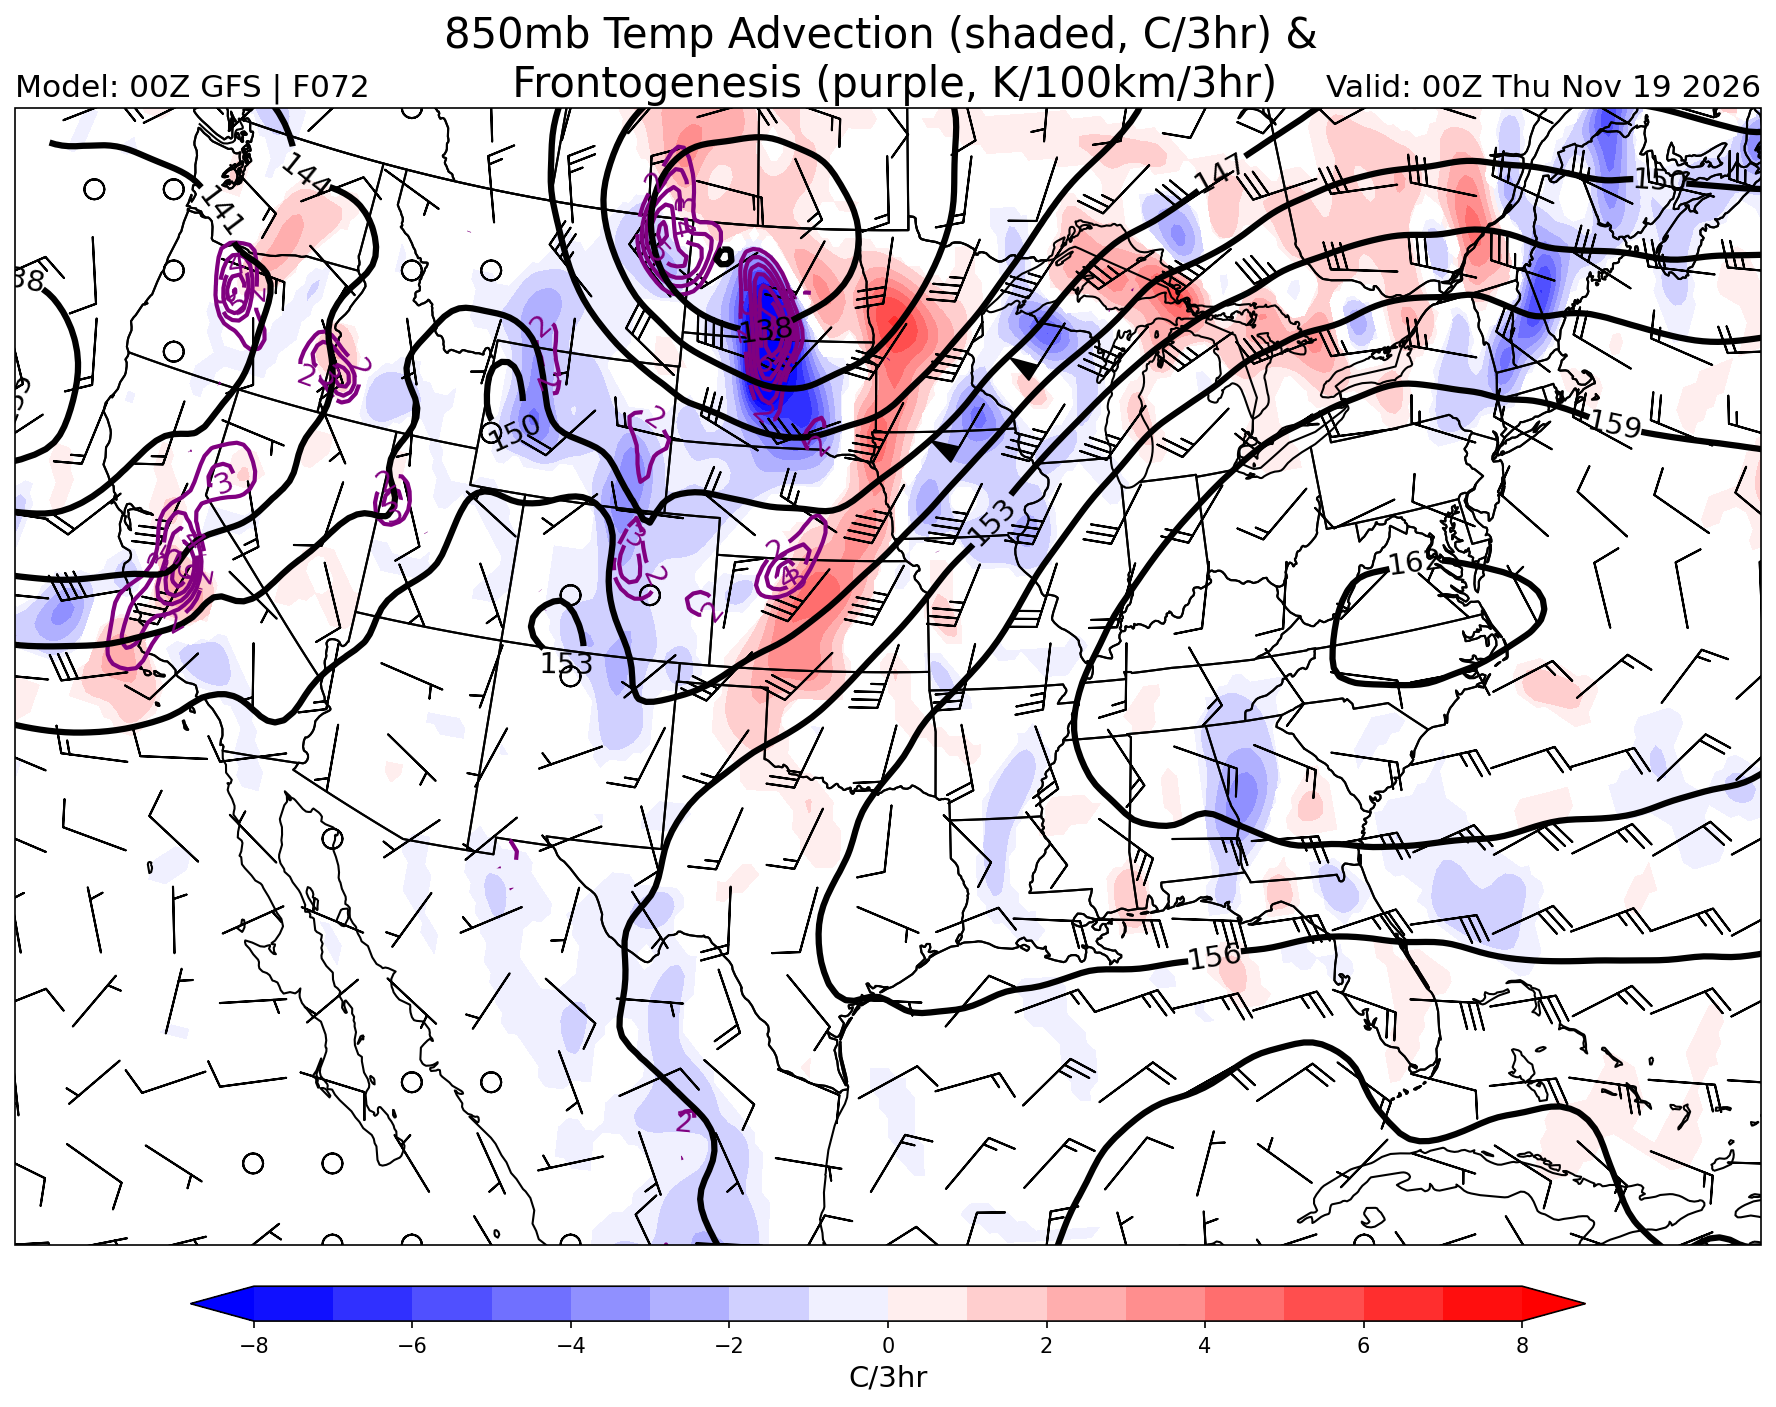 850mb Temp Advection (shaded, C/3hr) &
Frontogenesis (purple, K/100km/3hr)
Model: 00Z GFS | F072
Valid: 00Z Thu Nov 19 2026
147
144
150
141
138
138
159
150
153
162
153
156
−8 −6 −4 −2 0 2 4 6 8
C/3hr